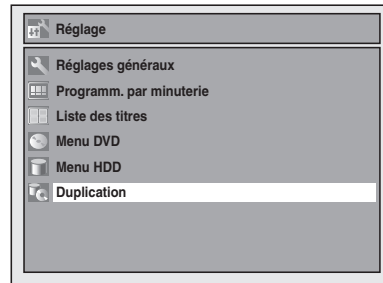 Réglage
Réglages généraux
Programm. par minuterie
Liste des titres
Menu DVD
Menu HDD
Duplication